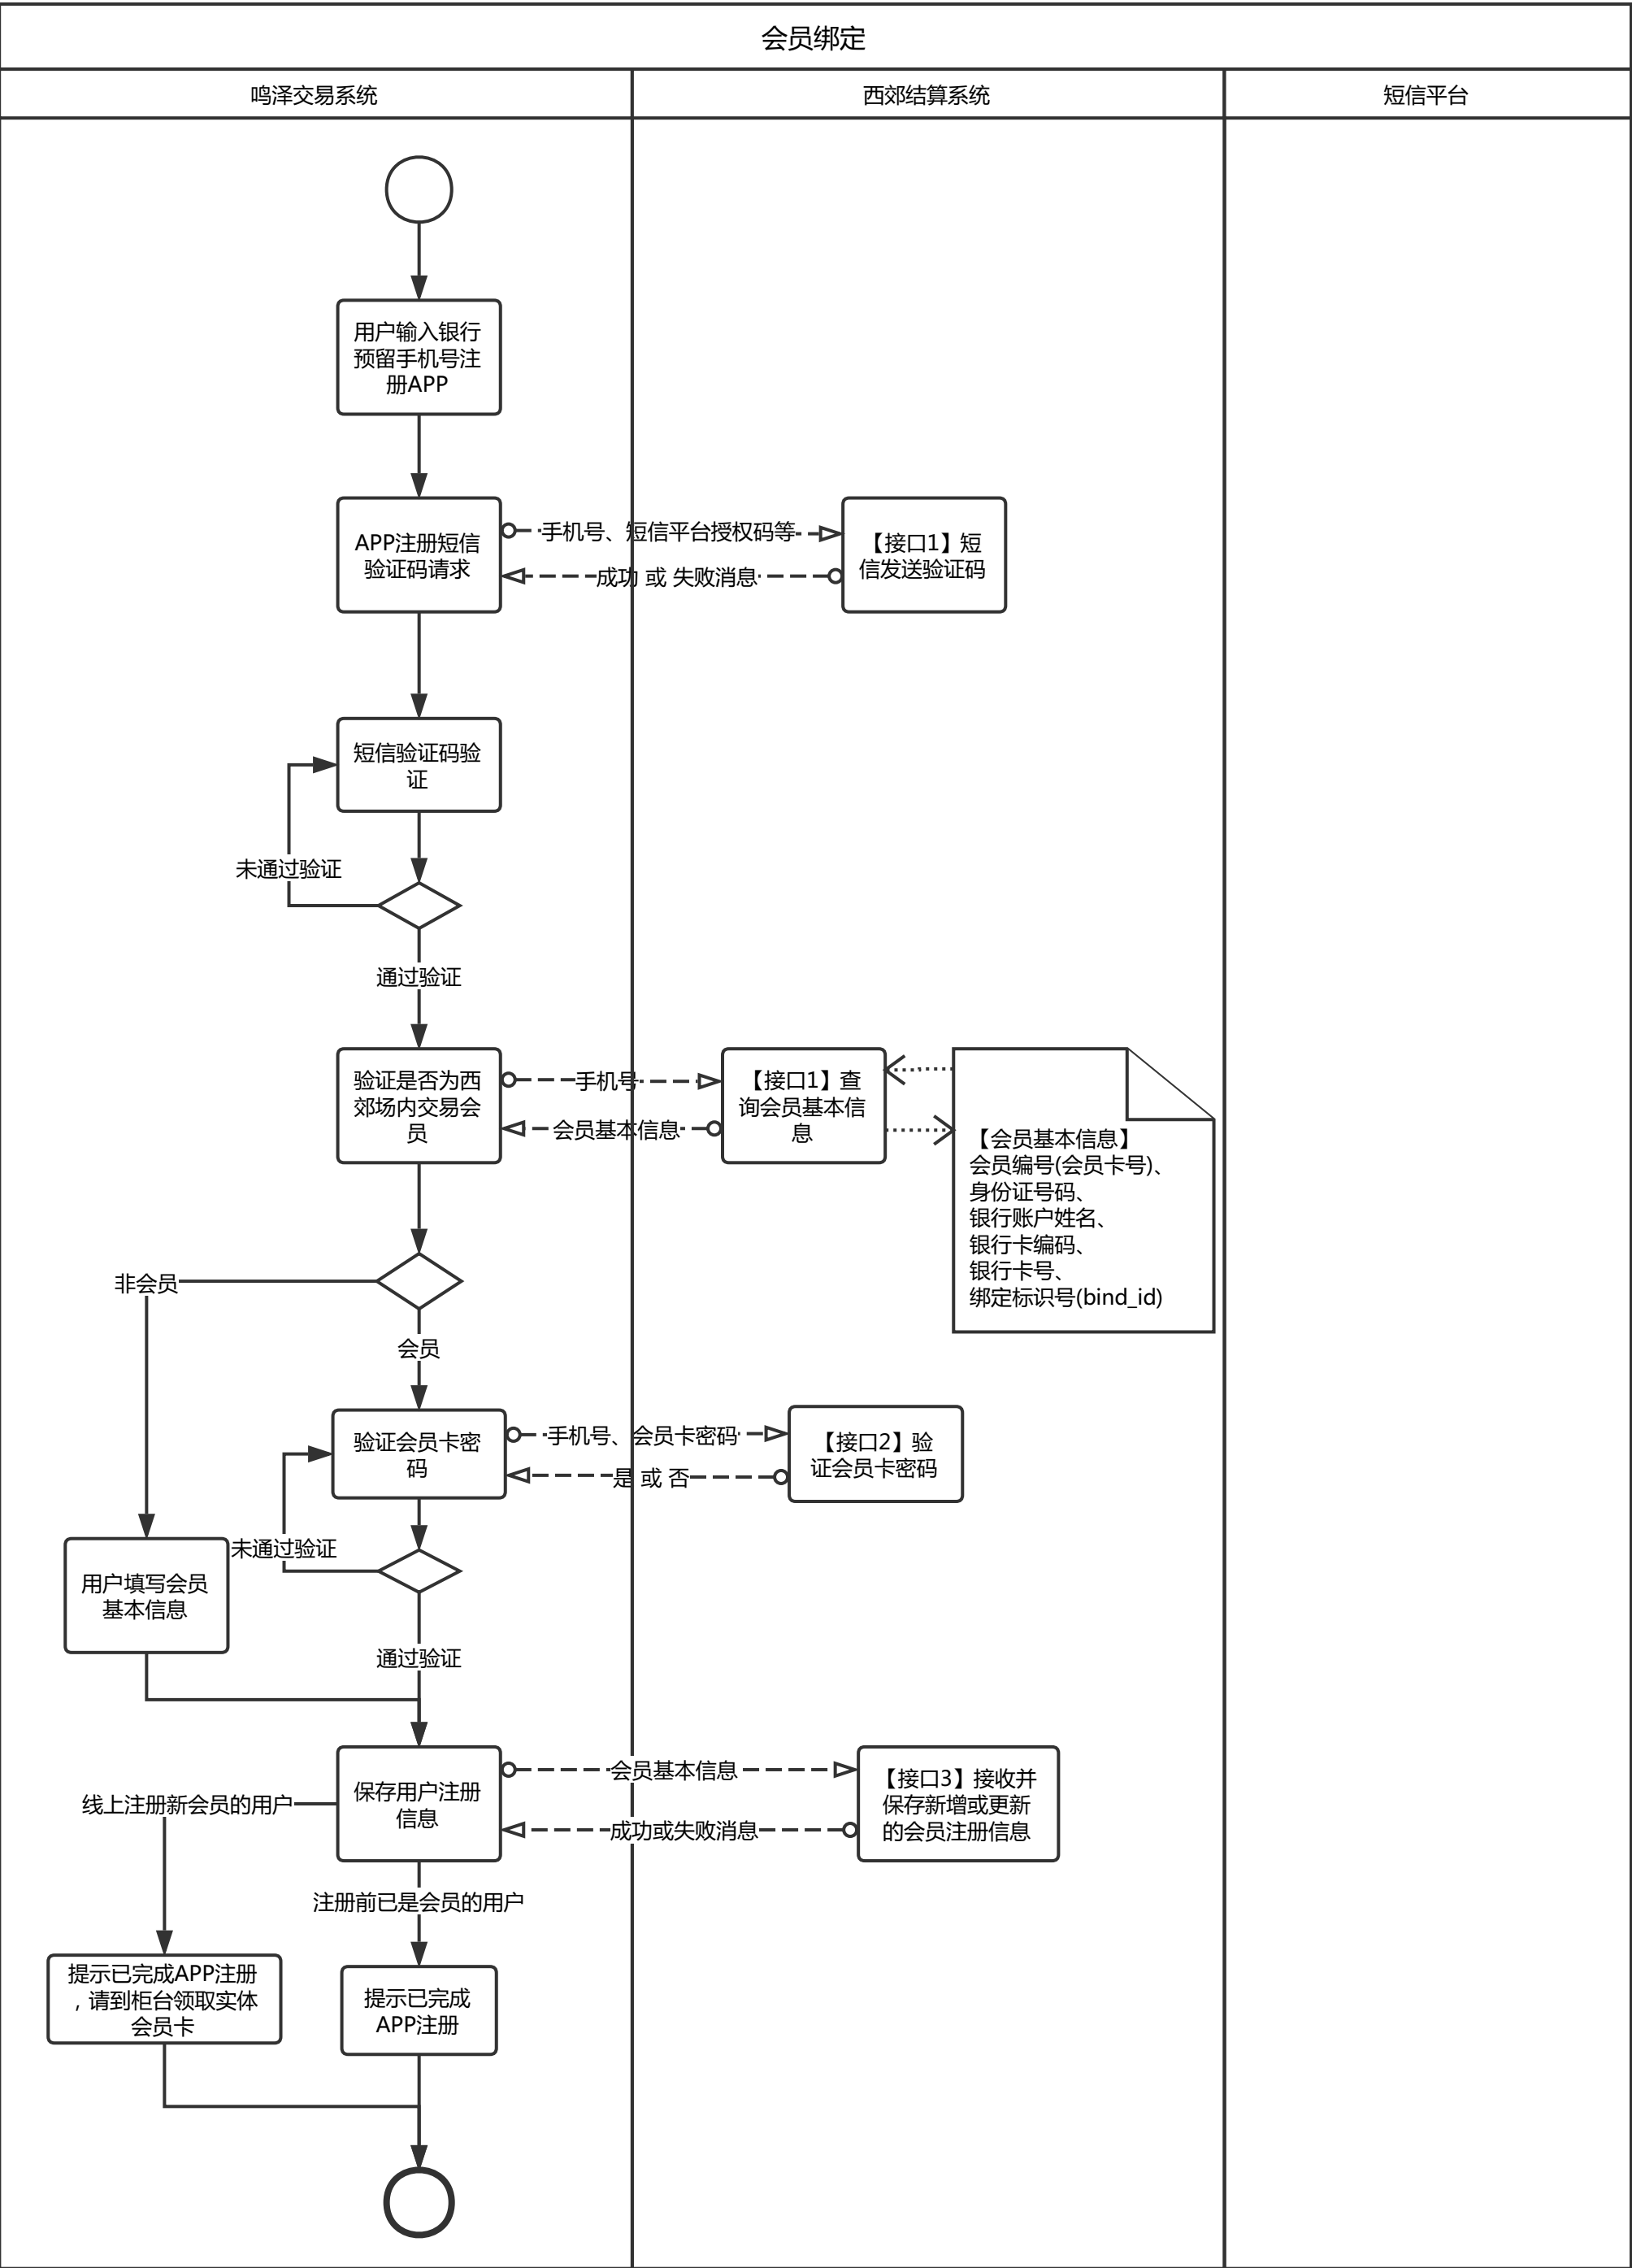 会员绑定
鸣泽交易系统
西郊结算系统
短信平台
用户输入银行
预留手机号注
册APP
APP注册短信
验证码请求
手机号、短信平台授权码等
成功 或 失败消息
【接口1】短
信发送验证码
短信验证码验
证
未通过验证
通过验证
验证是否为西
郊场内交易会
员
手机号
会员基本信息
【接口1】查
询会员基本信
息
【会员基本信息】
会员编号(会员卡号)、
身份证号码、
银行账户姓名、
银行卡编码、
银行卡号、
绑定标识号(bind_id)
非会员
会员
验证会员卡密
码
手机号、会员卡密码
是 或 否
【接口2】验
证会员卡密码
未通过验证
用户填写会员
基本信息
通过验证
保存用户注册
信息
会员基本信息
成功或失败消息
【接口3】接收并
保存新增或更新
的会员注册信息
线上注册新会员的用户
注册前已是会员的用户
提示已完成APP注册
，请到柜台领取实体
会员卡
提示已完成
APP注册